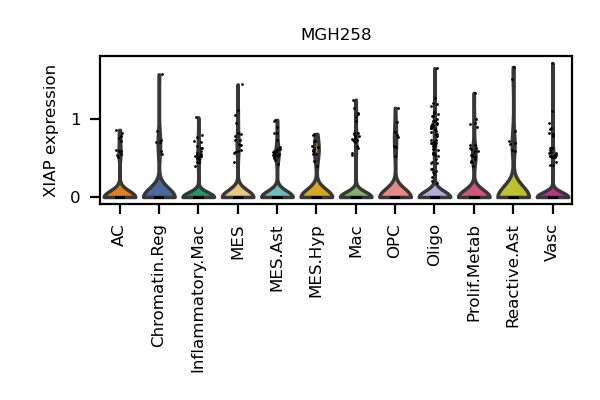 MGH258
XIAP expression
1
0
AC
Chromatin.Reg
Inflammatory.Mac
MES
MES.Ast
MES.Hyp
Mac
OPC
Oligo
Prolif.Metab
Reactive.Ast
Vasc